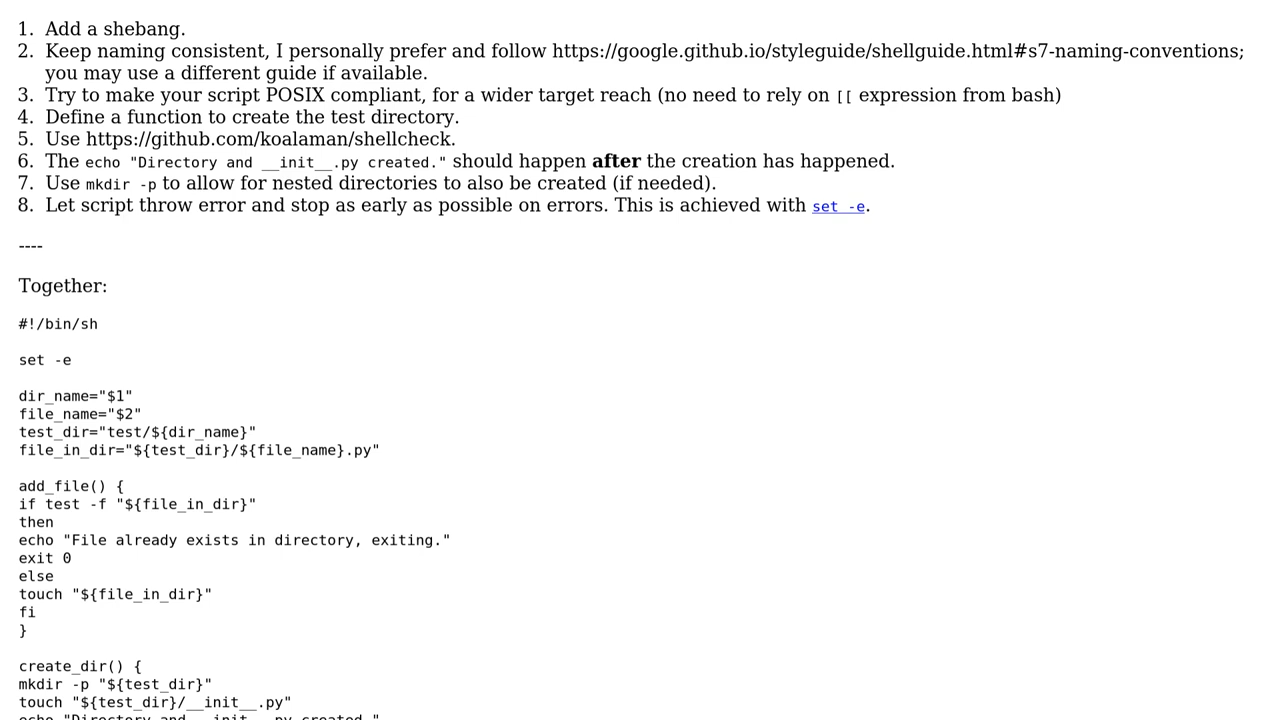 1. Add a shebang.
2. Keep naming consistent, I personally prefer and follow https://google.github.io/styleguide/shellguide.html#s7-naming-conventions;
you may use a different guide if available.
3. Try to make your script POSIX compliant, for a wider target reach (no need to rely on [[ expression from bash)
4. Define a function to create the test directory.
5. Use https://github.com/koalaman/shellcheck.
6. The echo "Directory and __init__.py created." should happen after the creation has happened.
7. Use mkdir -p to allow for nested directories to also be created (if needed).
8. Let script throw error and stop as early as possible on errors. This is achieved with set -e.
----
Together:
#!/bin/sh
set -e
dir_name="$1"
file_name="$2"
test_dir="test/${dir_name}"
file_in_dir="${test_dir}/${file_name}.py"
add_file() {
if test -f "${file_in_dir}"
then
echo "File already exists in directory, exiting."
exit 0
else
touch "${file_in_dir}"
fi
}
create_dir() {
mkdir -p "${test_dir}"
touch "${test_dir}/__init__.py"
echo "Directory and __init__.py created."